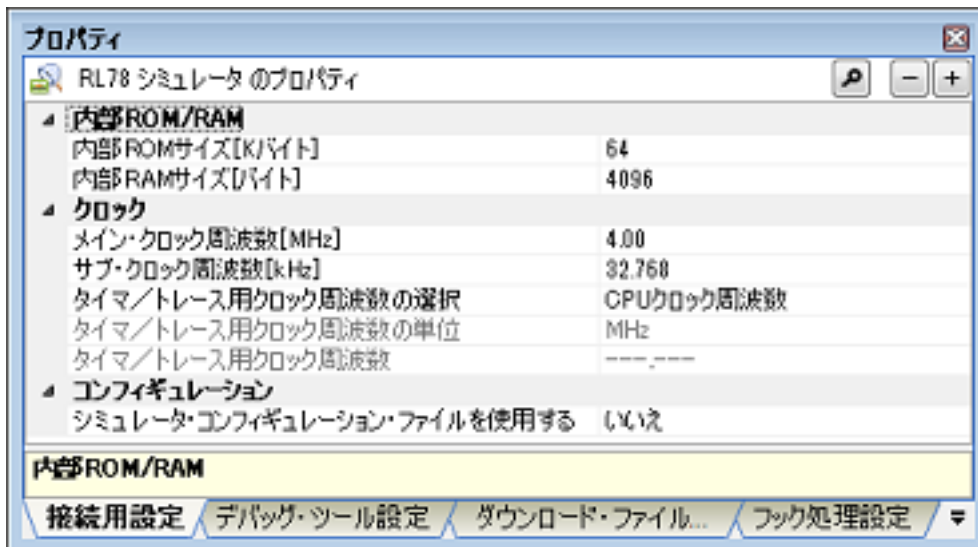 プロパティ
RL78 シミュレータ のプロパティ
内部ROM/RAM
内部ROMサイズ[Kバイト] 64
内部RAMサイズ[バイト] 4096
クロック
メイン・クロック周波数[MHz] 4.00
サブ・クロック周波数[kHz] 32.768
タイマ／トレース用クロック周波数の選択 CPUクロック周波数
タイマ／トレース用クロック周波数の単位 MHz
タイマ／トレース用クロック周波数 ---.---
コンフィギュレーション
シミュレータ・コンフィギュレーション・ファイルを使用する いいえ
内部ROM/RAM
接続用設定 デバッグ・ツール設定 ダウンロード・ファイル... フック処理設定